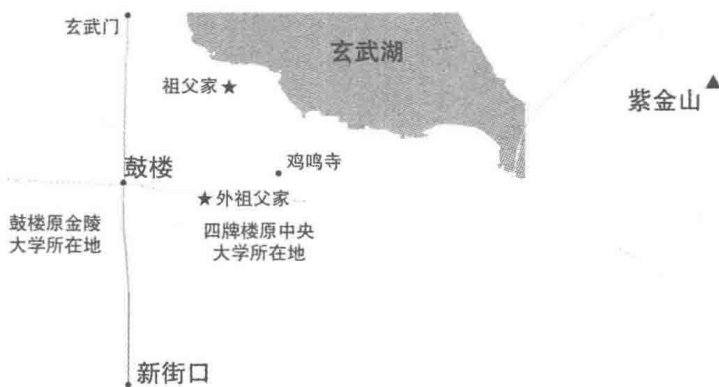 玄武门
玄武湖
祖父家
紫金山
鼓楼
鸡鸣寺
外祖父家
鼓楼原金陵
大学所在地
四牌楼原中央
大学所在地
新街口